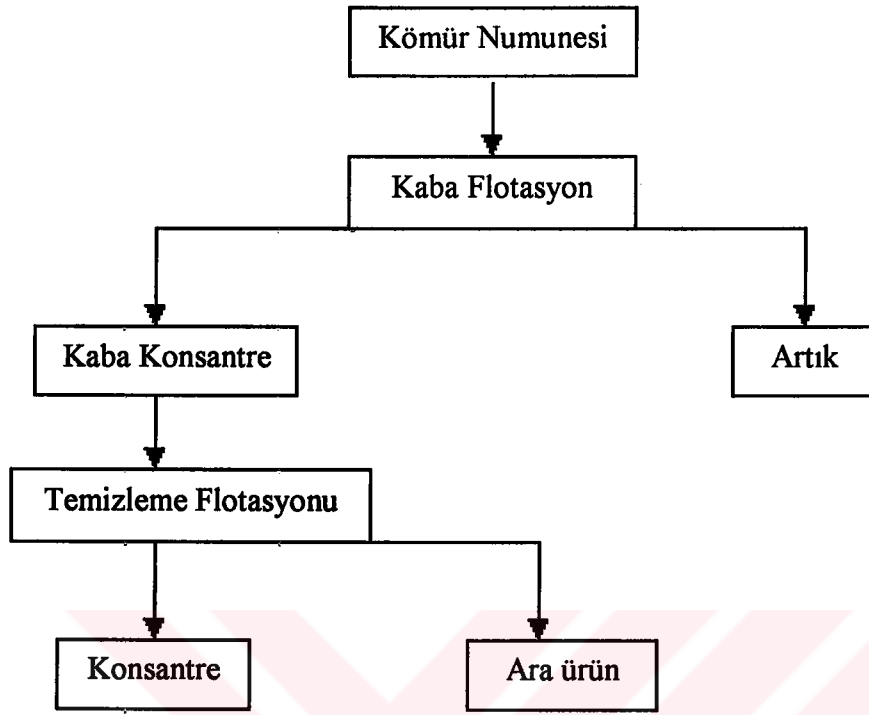 Kömür Numunesi
Kaba Flotasyon
Kaba Konsantre
Artık
Temizleme Flotasyonu
Konsantre
Ara ürün